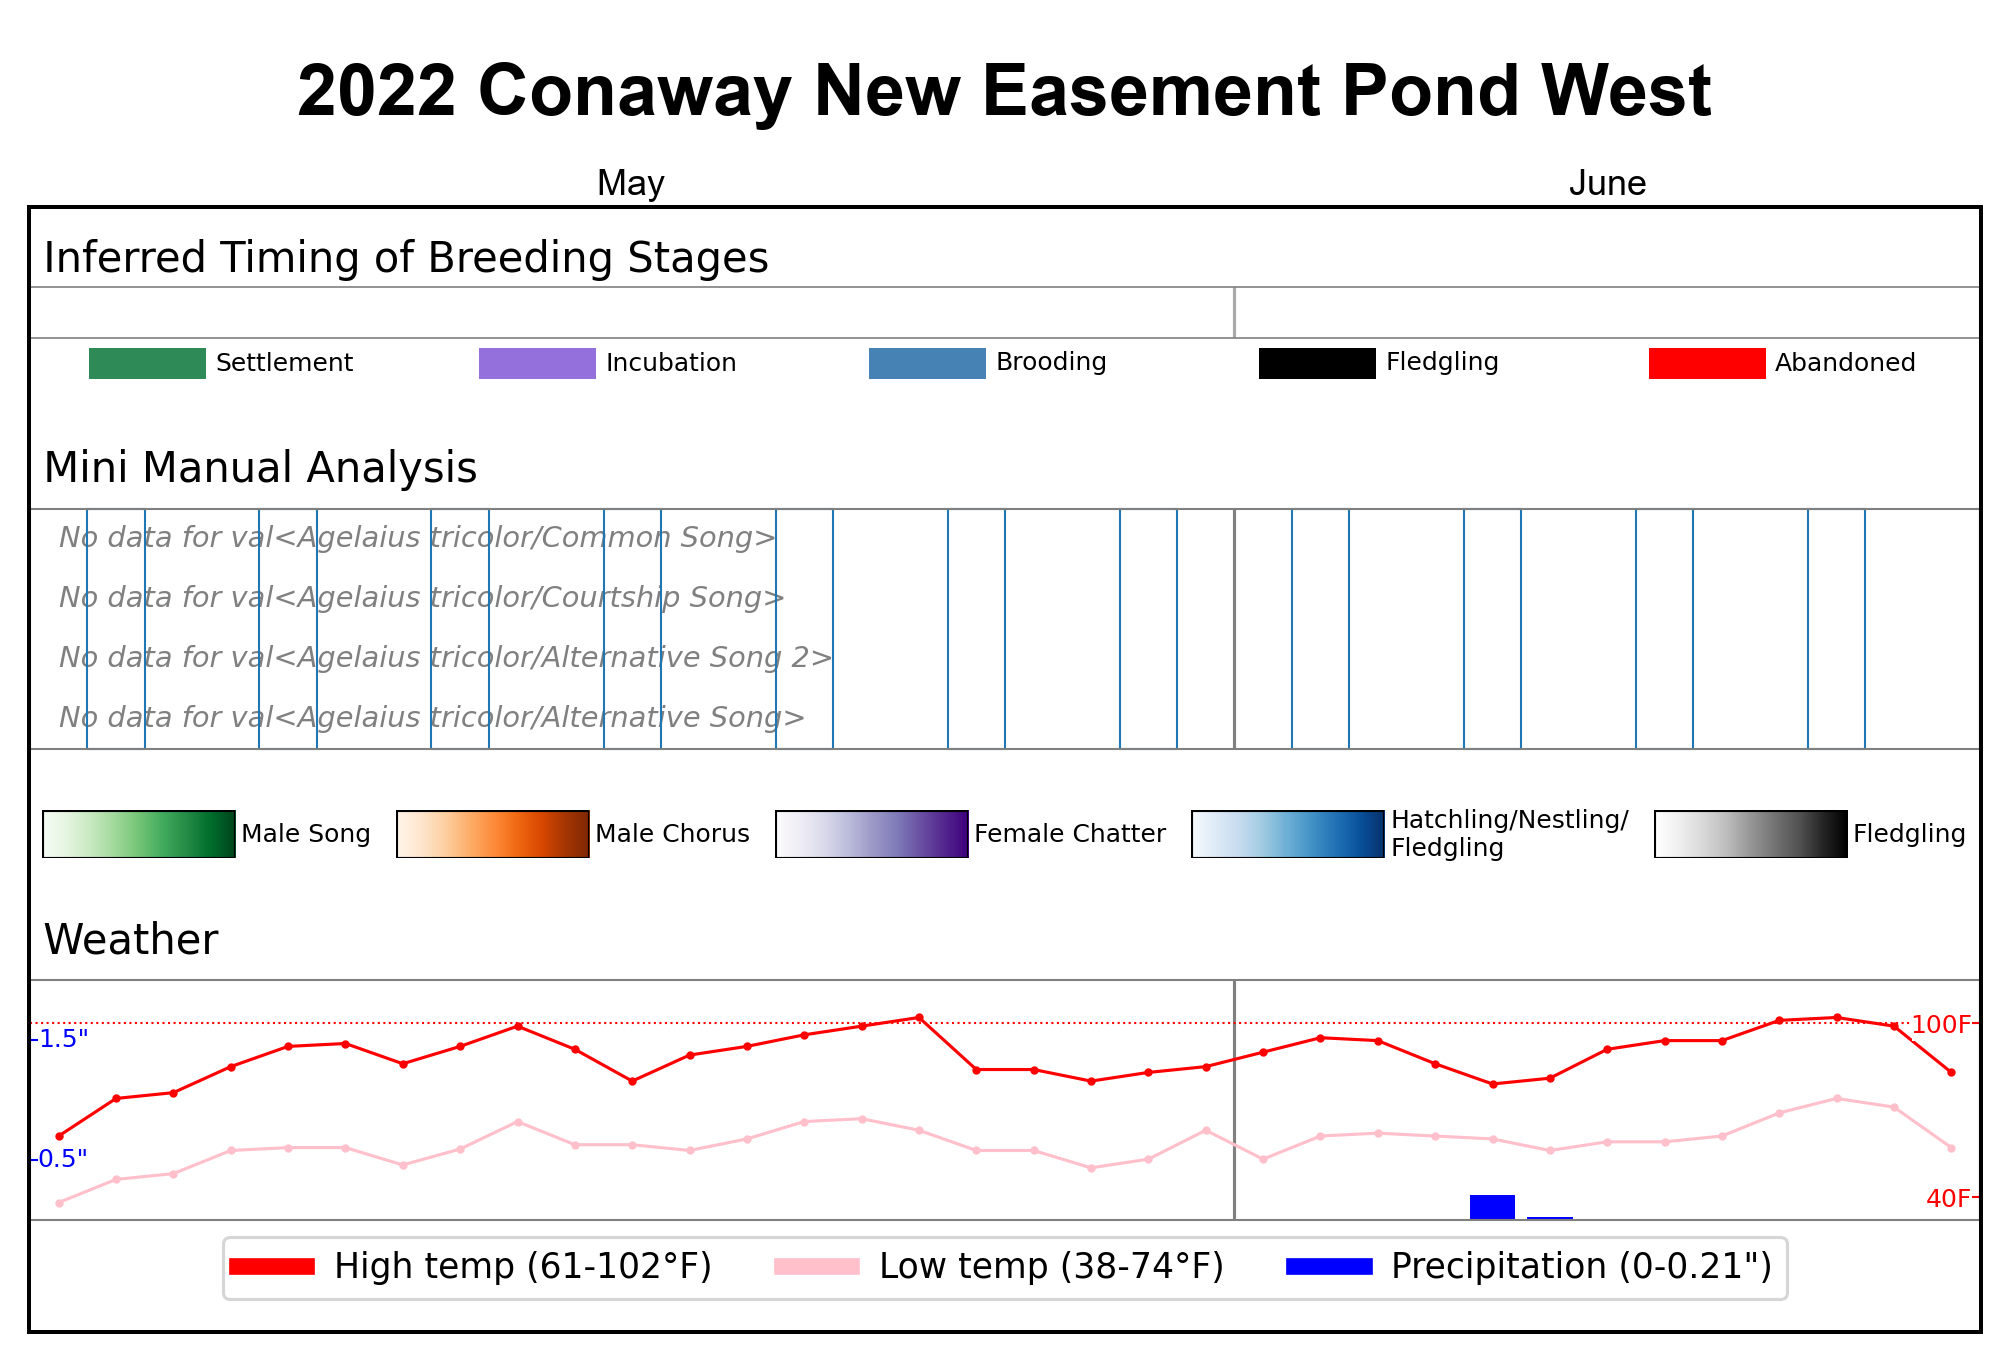 2022 Conaway New Easement Pond West
May June
Inferred Timing of Breeding Stages
Settlement Incubation Brooding Fledgling Abandoned
Mini Manual Analysis
No data for val<Agelaius tricolor/Common Song>
No data for val<Agelaius tricolor/Courtship Song>
No data for val<Agelaius tricolor/Alternative Song 2>
No data for val<Agelaius tricolor/Alternative Song>
Male Song Male Chorus Female Chatter Hatchling/Nestling/
Fledgling Fledgling
Weather
1.5" 100F
0.5" 40F
High temp (61-102°F) Low temp (38-74°F) Precipitation (0-0.21")